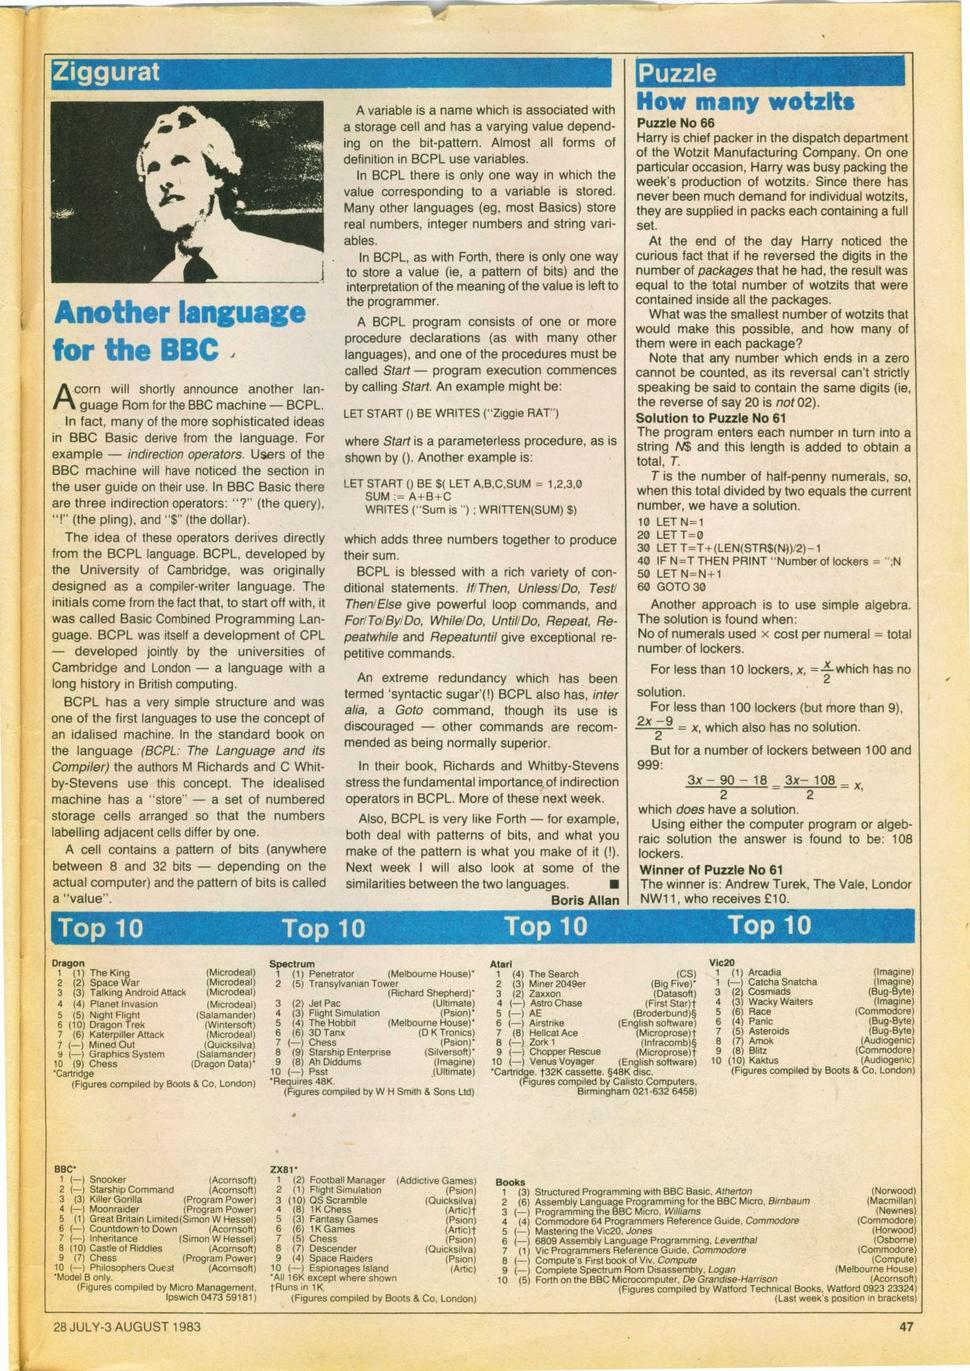 Ziggurat
Another language
for the BBC
Acorn will shortly announce another lan-
guage Rom for the BBC machine — BCPL.
In fact, many of the more sophisticated ideas
in BBC Basic derive from the language. For
example — indirection operators. Users of the
BBC machine will have noticed the section in
the user guide on their use. In BBC Basic there
are three indirection operators: "?" (the query),
"!" (the pling), and "$" (the dollar).
The idea of these operators derives directly
from the BCPL language. BCPL, developed by
the University of Cambridge, was originally
designed as a compiler-writer language. The
initials come from the fact that, to start off with, it
was called Basic Combined Programming Lan-
guage. BCPL was itself a development of CPL
— developed jointly by the universities of
Cambridge and London — a language with a
long history in British computing.
BCPL has a very simple structure and was
one of the first languages to use the concept of
an idalised machine. In the standard book on
the language (BCPL: The Language and its
Compiler) the authors M Richards and C Whit-
by-Stevens use this concept. The idealised
machine has a "store" — a set of numbered
storage cells arranged so that the numbers
labelling adjacent cells differ by one.
A cell contains a pattern of bits (anywhere
between 8 and 32 bits — depending on the
actual computer) and the pattern of bits is called
a "value".
A variable is a name which is associated with
a storage cell and has a varying value depend-
ing on the bit-pattern. Almost all forms of
definition in BCPL use variables.
In BCPL there is only one way in which the
value corresponding to a variable is stored.
Many other languages (eg, most Basics) store
real numbers, integer numbers and string vari-
ables.
In BCPL, as with Forth, there is only one way
to store a value (ie, a pattern of bits) and the
interpretation of the meaning of the value is left to
the programmer.
A BCPL program consists of one or more
procedure declarations (as with many other
languages), and one of the procedures must be
called Start — program execution commences
by calling Start. An example might be:
LET START () BE WRITES ("Ziggie RAT")
where Start is a parameterless procedure, as is
shown by (). Another example is:
LET START () BE $( LET A,B,C,SUM = 1,2,3,0
SUM := A+B+C
WRITES ("Sum is ") ; WRITTEN(SUM) $)
which adds three numbers together to produce
their sum.
BCPL is blessed with a rich variety of con-
ditional statements. If/Then, Unless/Do, Test/
Then/Else give powerful loop commands, and
For/To/By/Do, While/Do, Until/Do, Repeat, Re-
peatwhile and Repeatuntil give exceptional re-
petitive commands.
An extreme redundancy which has been
termed 'syntactic sugar'(!) BCPL also has, inter
alia, a Goto command, though its use is
discouraged — other commands are recom-
mended as being normally superior.
In their book, Richards and Whitby-Stevens
stress the fundamental importance of indirection
operators in BCPL. More of these next week.
Also, BCPL is very like Forth — for example,
both deal with patterns of bits, and what you
make of the pattern is what you make of it (!).
Next week I will also look at some of the
similarities between the two languages. ■
Boris Allan
Puzzle
How many wotzits
Puzzle No 66
Harry is chief packer in the dispatch department
of the Wotzit Manufacturing Company. On one
particular occasion, Harry was busy packing the
week's production of wotzits. Since there has
never been much demand for individual wotzits,
they are supplied in packs each containing a full
set.
At the end of the day Harry noticed the
curious fact that if he reversed the digits in the
number of packages that he had, the result was
equal to the total number of wotzits that were
contained inside all the packages.
What was the smallest number of wotzits that
would make this possible, and how many of
them were in each package?
Note that any number which ends in a zero
cannot be counted, as its reversal can't strictly
speaking be said to contain the same digits (ie,
the reverse of say 20 is not 02).
Solution to Puzzle No 61
The program enters each number in turn into a
string N$ and this length is added to obtain a
total, T.
T is the number of half-penny numerals, so,
when this total divided by two equals the current
number, we have a solution.
10 LET N=1
20 LET T=0
30 LET T=T+(LEN(STR$(N))/2)−1
40 IF N=T THEN PRINT "Number of lockers = ";N
50 LET N=N+1
60 GOTO 30
Another approach is to use simple algebra.
The solution is found when:
No of numerals used × cost per numeral = total
number of lockers.
For less than 10 lockers, x, = x/2 which has no
solution.
For less than 100 lockers (but more than 9),
2x −9 / 2 = x, which also has no solution.
But for a number of lockers between 100 and
999:
3x − 90 − 18 / 2 = 3x− 108 / 2 = x,
which does have a solution.
Using either the computer program or algeb-
raic solution the answer is found to be: 108
lockers.
Winner of Puzzle No 61
The winner is: Andrew Turek, The Vale, Londor
NW11, who receives £10.
Top 10 Top 10 Top 10 Top 10
Dragon
1 (1) The King (Microdeal)
2 (2) Space War (Microdeal)
3 (3) Talking Android Attack (Microdeal)
4 (4) Planet Invasion (Microdeal)
5 (5) Night Flight (Salamander)
6 (10) Dragon Trek (Wintersoft)
7 (6) Katerpiller Attack (Microdeal)
7 (—) Mined Out (Quicksilva)
9 (—) Graphics System (Salamander)
10 (9) Chess (Dragon Data)*
*Cartridge
(Figures compiled by Boots & Co, London)
Spectrum
1 (1) Penetrator (Melbourne House)*
2 (5) Transylvanian Tower
(Richard Shepherd)*
3 (2) Jet Pac (Ultimate)
4 (3) Flight Simulation (Psion)*
5 (4) The Hobbit (Melbourne House)*
6 (6) 3D Tanx (D K Tronics)
7 (—) Chess (Psion)*
8 (9) Starship Enterprise (Silversoft)*
9 (8) Ah Diddums (Imagine)
10 (—) Psst (Ultimate)
*Requires 48K.
(Figures compiled by W H Smith & Sons Ltd)
Atari
1 (4) The Search (CS)
2 (3) Miner 2049er (Big Five)*
3 (2) Zaxxon (Datasoft)
4 (—) Astro Chase (First Star)†
5 (—) AE (Broderbund)§
6 (—) Airstrike (English software)
7 (8) Hellcat Ace (Microprose)†
8 (—) Zork 1 (Infracomb)§
9 (—) Chopper Rescue (Microprose)†
10 (—) Venus Voyager (English software)
*Cartridge. †32K cassette. §48K disc.
(Figures compiled by Calisto Computers,
Birmingham 021-632 6458)
Vic20
1 (1) Arcadia (Imagine)
1 (—) Catcha Snatcha (Imagine)
3 (2) Cosmiads (Bug-Byte)
4 (3) Wacky Waiters (Imagine)
5 (6) Race (Commodore)
6 (4) Panic (Bug-Byte)
7 (5) Asteroids (Bug-Byte)
8 (7) Amok (Audiogenic)
9 (8) Blitz (Commodore)
10 (10) Kaktus (Audiogenic)
(Figures compiled by Boots & Co, London)
BBC*
1 (—) Snooker (Acornsoft)
2 (—) Starship Command (Acornsoft)
3 (3) Killer Gorilla (Program Power)
4 (—) Moonraider (Program Power)
5 (1) Great Britain Limited (Simon W Hessel)
6 (—) Countdown to Down (Acornsoft)
7 (—) Inheritance (Simon W Hessel)
8 (10) Castle of Riddles (Acornsoft)
9 (7) Chess (Program Power)
10 (—) Philosophers Quest (Acornsoft)
*Model B only.
(Figures compiled by Micro Management,
Ipswich 0473 59181)
ZX81*
1 (2) Football Manager (Addictive Games)
2 (1) Flight Simulation (Psion)
3 (10) QS Scramble (Quicksilva)
4 (8) 1K Chess (Artic)†
5 (3) Fantasy Games (Psion)
6 (6) 1K Games (Artic)†
7 (5) Chess (Psion)
8 (7) Descender (Quicksilva)
9 (4) Space Raiders (Psion)
10 (—) Espionages Island (Artic)
*All 16K except where shown
†Runs in 1K.
(Figures compiled by Boots & Co, London)
Books
1 (3) Structured Programming with BBC Basic, Atherton (Norwood)
2 (6) Assembly Language Programming for the BBC Micro, Birnbaum (Macmillan)
3 (—) Programming the BBC Micro, Williams (Newnes)
4 (4) Commodore 64 Programmers Reference Guide, Commodore (Commodore)
5 (—) Mastering the Vic20, Jones (Horwood)
6 (—) 6809 Assembly Language Programming, Leventhal (Osborne)
7 (1) Vic Programmers Reference Guide, Commodore (Commodore)
8 (—) Compute's First book of Viv, Compute (Compute)
9 (—) Complete Spectrum Rom Disassembly, Logan (Melbourne House)
10 (5) Forth on the BBC Microcomputer, De Grandise-Harrison (Acornsoft)
(Figures compiled by Watford Technical Books, Watford 0923 23324)
(Last week's position in brackets)
28 JULY-3 AUGUST 1983
47